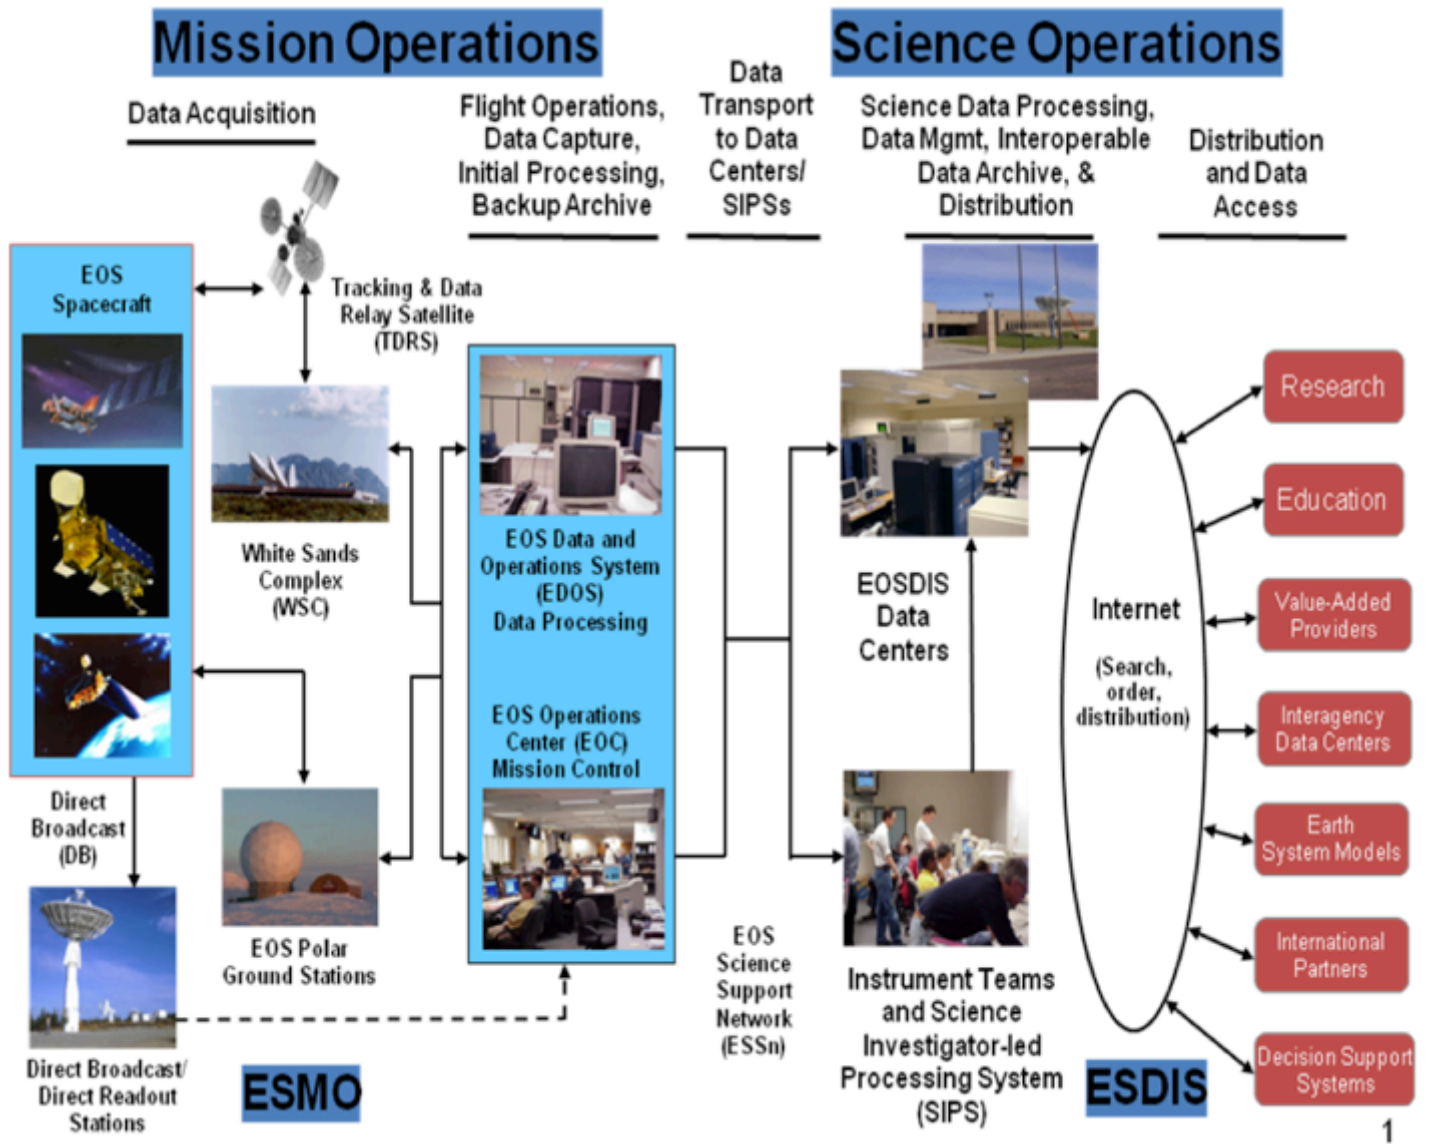 Mission Operations
Science Operations
Data Acquisition
Flight Operations,
Data Capture,
Initial Processing,
Backup Archive
Data
Transport
to Data
Centers/
SIPSs
Science Data Processing,
Data Mgmt, Interoperable
Data Archive, &
Distribution
Distribution
and Data
Access
EOS
Spacecraft
Tracking & Data
Relay Satellite
(TDRS)
White Sands
Complex
(WSC)
EOS Data and
Operations System
(EDOS)
Data Processing
EOS Operations
Center (EOC)
Mission Control
Direct
Broadcast
(DB)
EOS Polar
Ground Stations
Direct Broadcast/
Direct Readout
Stations
ESMO
EOS
Science
Support
Network
(ESSn)
EOSDIS
Data
Centers
Instrument Teams
and Science
Investigator-led
Processing System
(SIPS)
Internet
(Search,
order,
distribution)
Research
Education
Value-Added
Providers
Interagency
Data Centers
Earth
System Models
International
Partners
Decision Support
Systems
ESDIS
1